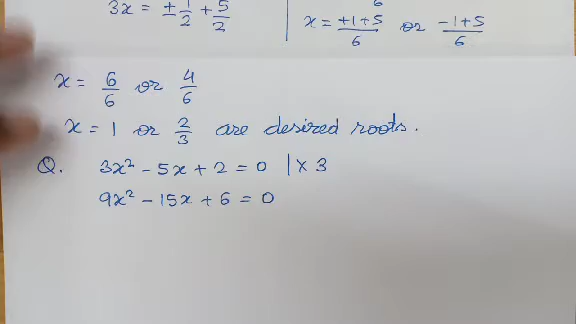 3x = ± 1/2 + 5/2
6
x = +1+5/6 or -1+5/6
x = 6/6 or 4/6
x = 1 or 2/3 are desired roots.
Q. 3x² - 5x + 2 = 0 | × 3
9x² - 15x + 6 = 0